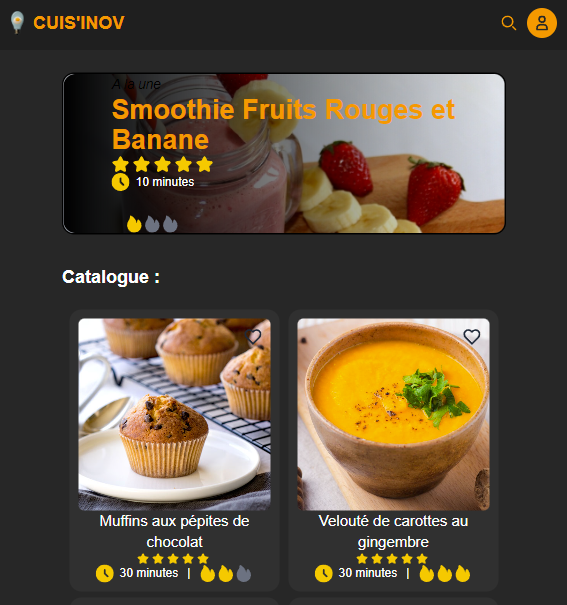 CUIS'INOV
À la une
Smoothie Fruits Rouges et
Banane
10 minutes
Catalogue :
Muffins aux pépites de
chocolat
30 minutes |
Velouté de carottes au
gingembre
30 minutes |